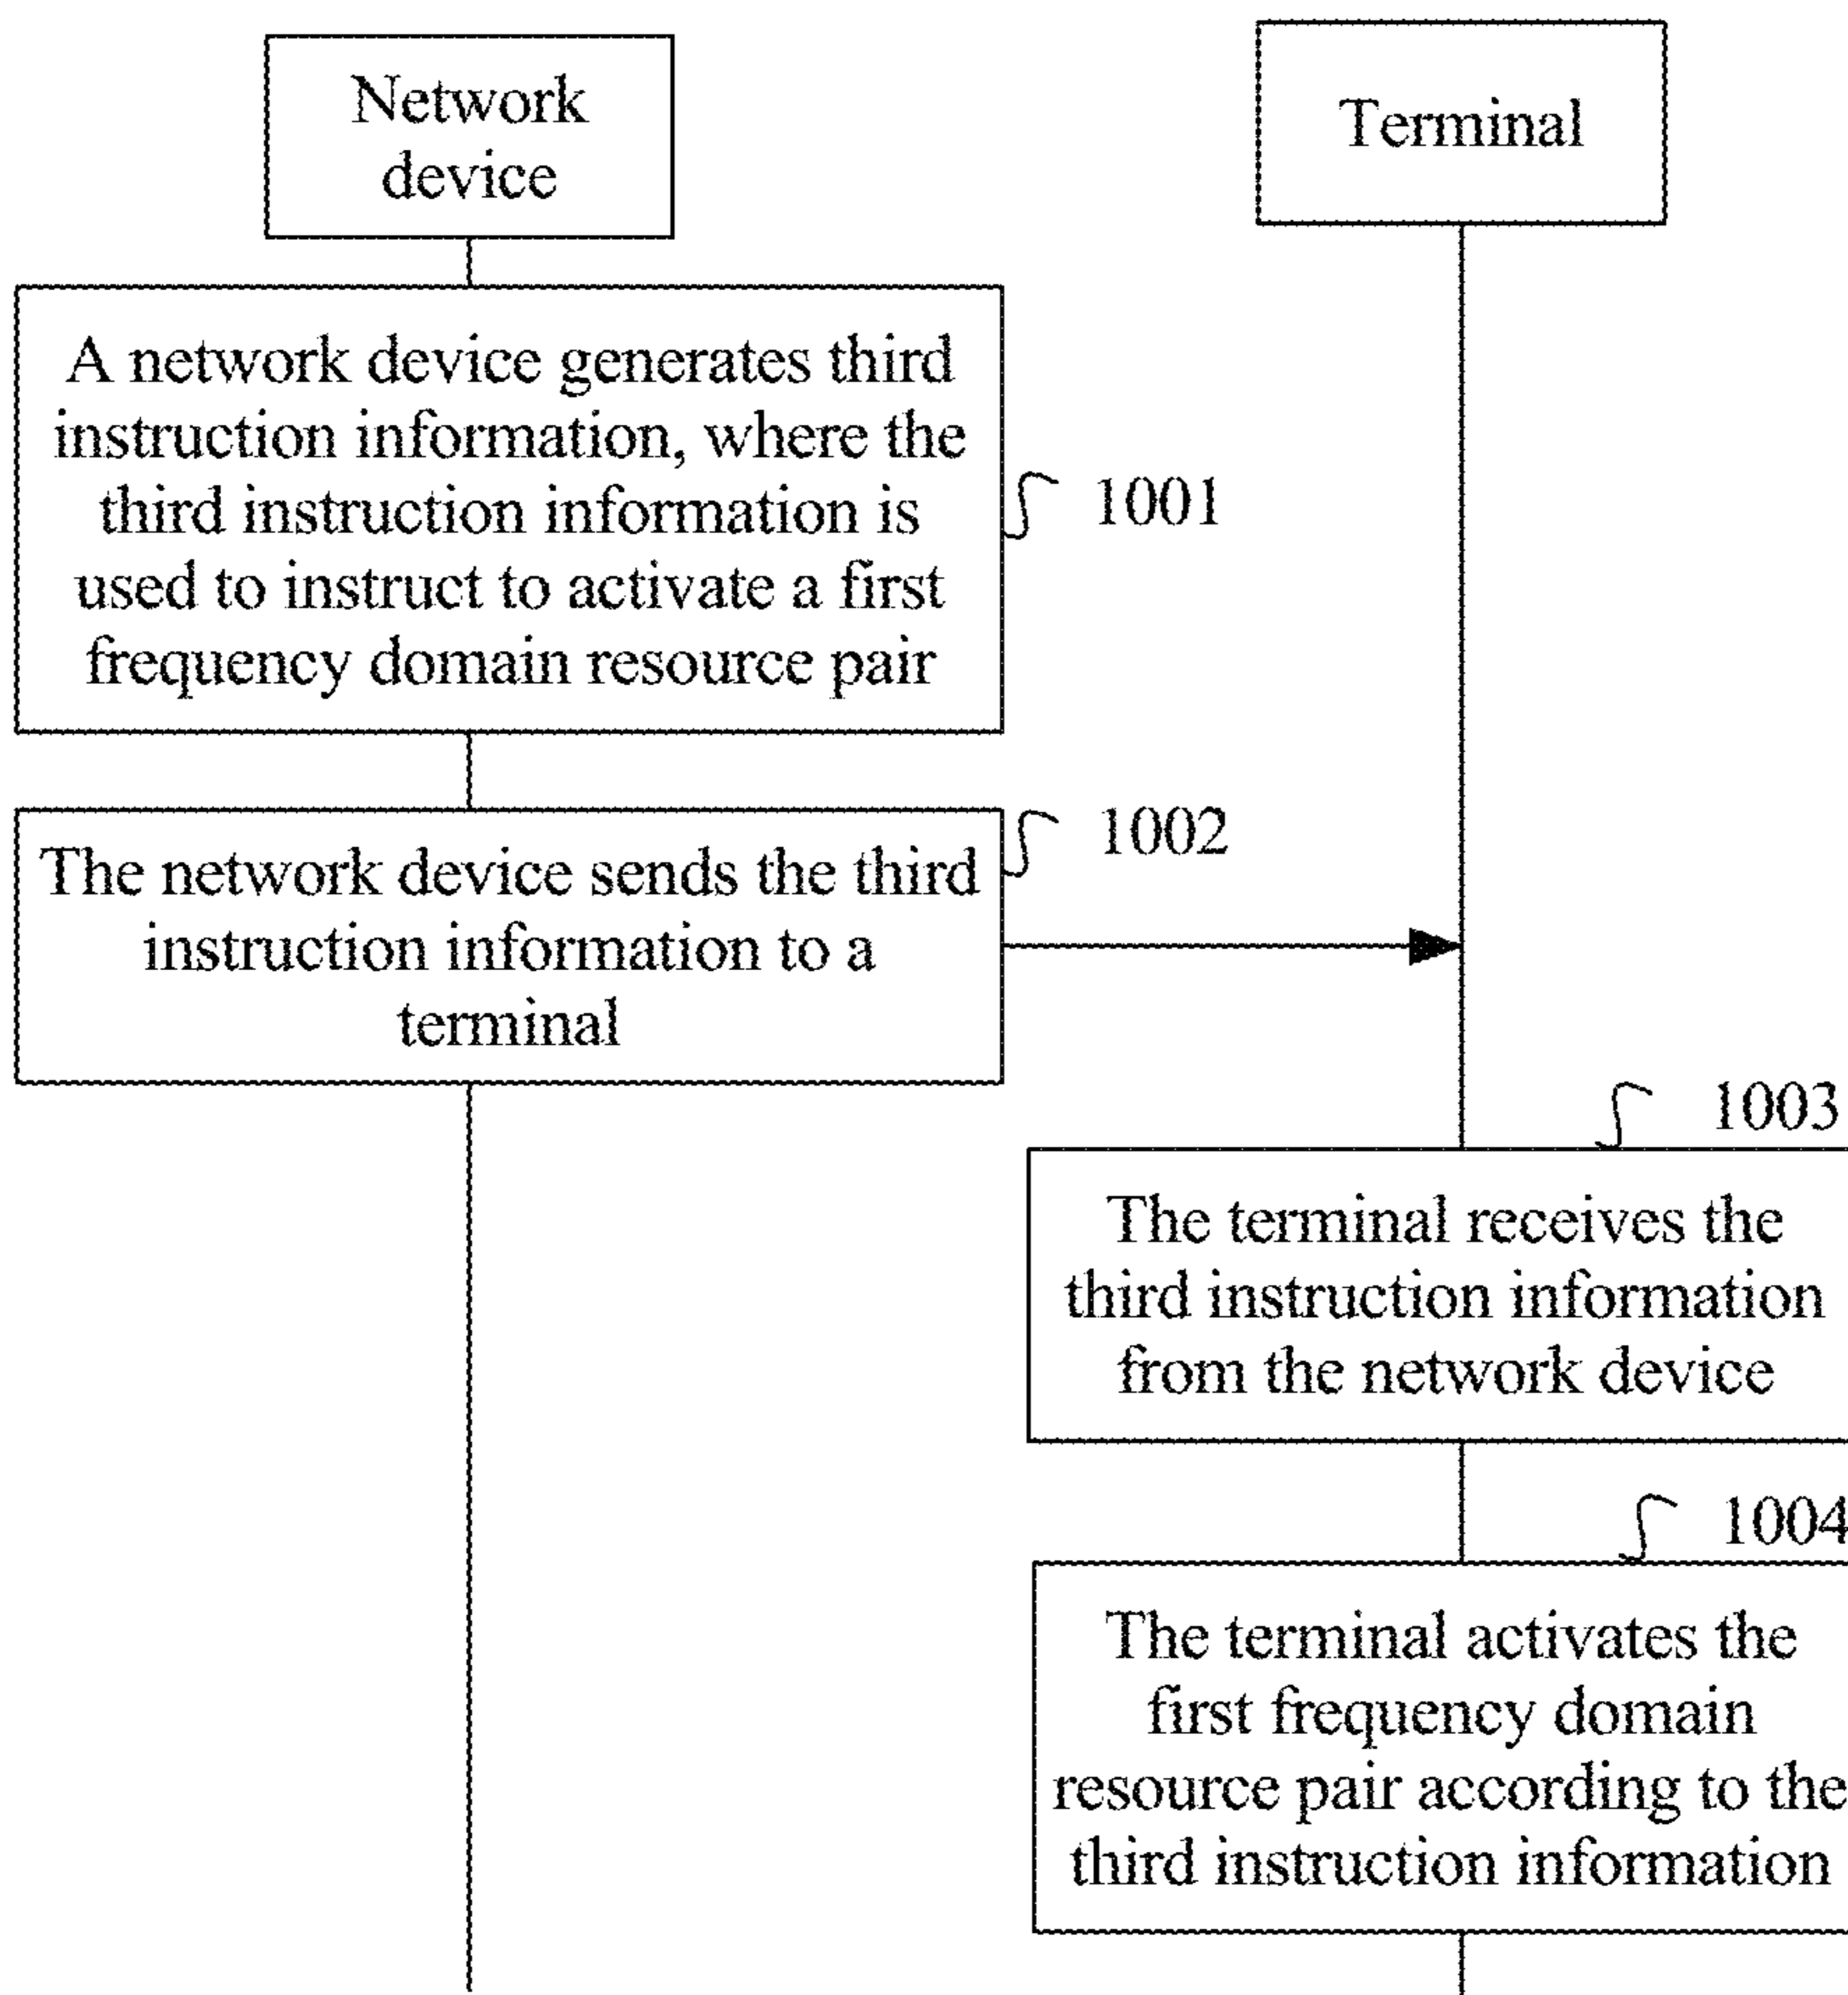 Network
device
Terminal
A network device generates third
instruction information, where the
third instruction information is
used to instruct to activate a first
frequency domain resource pair
1001
The network device sends the third
instruction information to a
terminal
1002
1003
The terminal receives the
third instruction information
from the network device
1004
The terminal activates the
first frequency domain
resource pair according to the
third instruction information